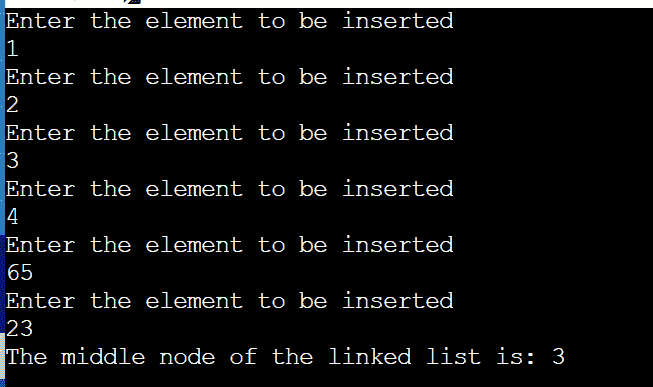 Enter the element to be inserted
1
Enter the element to be inserted
2
Enter the element to be inserted
3
Enter the element to be inserted
4
Enter the element to be inserted
65
Enter the element to be inserted
23
The middle node of the linked list is: 3